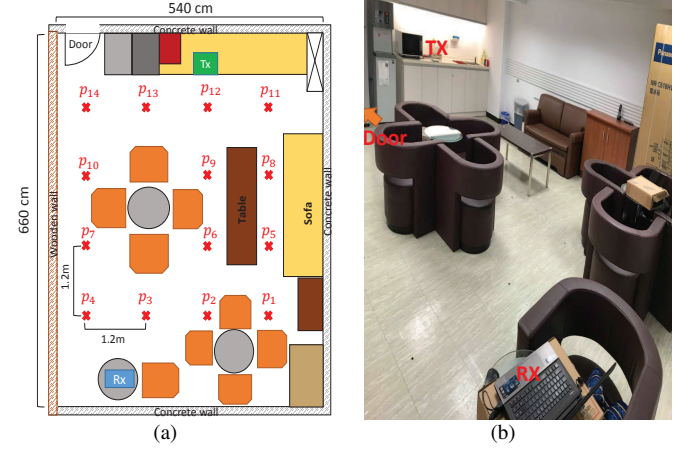 540 cm
Concrete wall
Door
Tx
p14 p13 p12 p11
p10 p9 p8
660 cm
Wooden wall
Table
Sofa
Concrete wall
p7 p6 p5
1.2m
p4 p3 p2 p1
1.2m
Rx
Concrete wall
(a)
TX
Door
RX
Panasonic
(b)